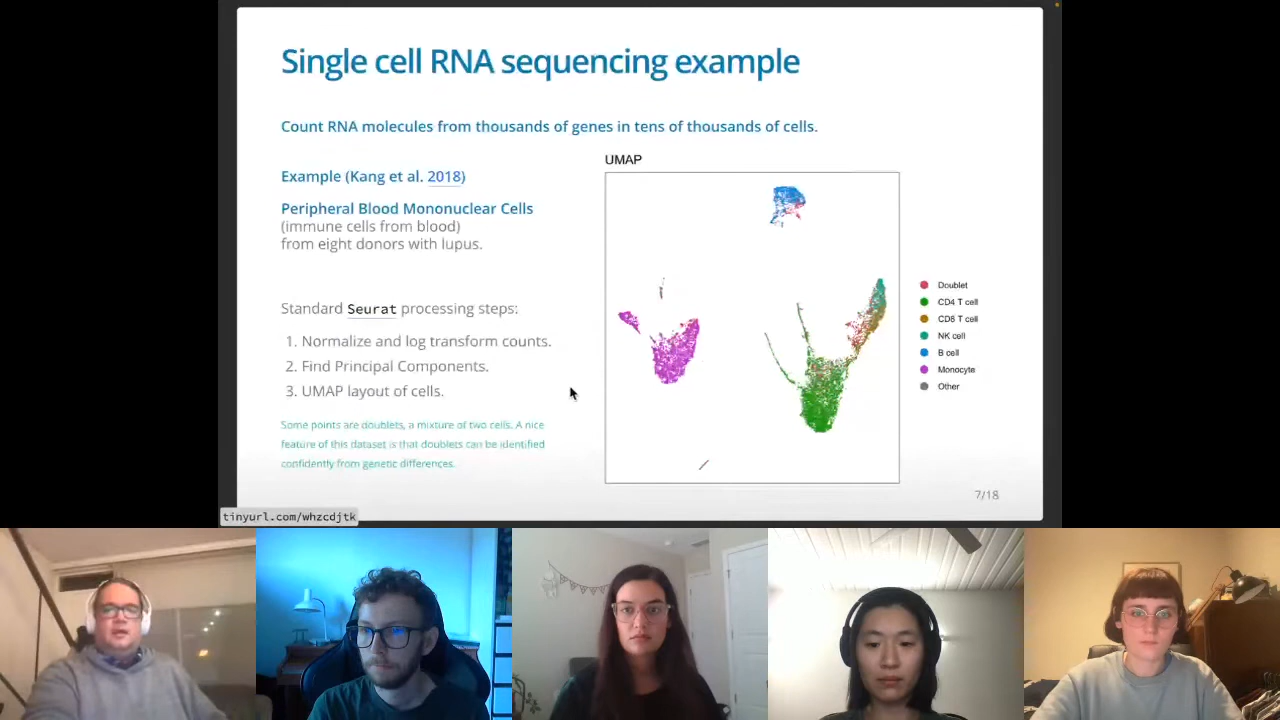 Single cell RNA sequencing example
Count RNA molecules from thousands of genes in tens of thousands of cells.
Example (Kang et al. 2018)
Peripheral Blood Mononuclear Cells
(immune cells from blood)
from eight donors with lupus.
Standard Seurat processing steps:
1. Normalize and log transform counts.
2. Find Principal Components.
3. UMAP layout of cells.
Some points are doublets, a mixture of two cells. A nice
feature of this dataset is that doublets can be identified
confidently from genetic differences.
UMAP
Doublet
CD4 T cell
CD8 T cell
NK cell
B cell
Monocyte
Other
7/18
tinyurl.com/whzcdjtk